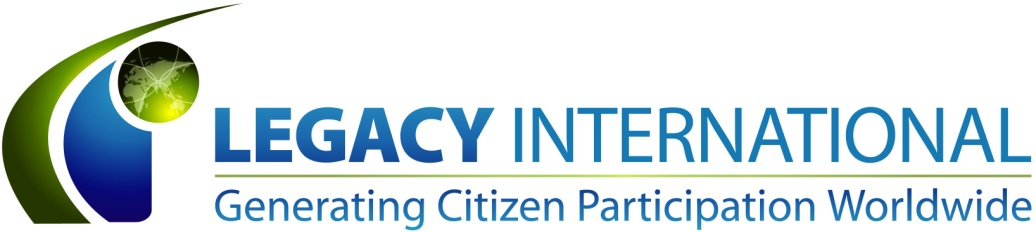 LEGACY INTERNATIONAL
Generating Citizen Participation Worldwide